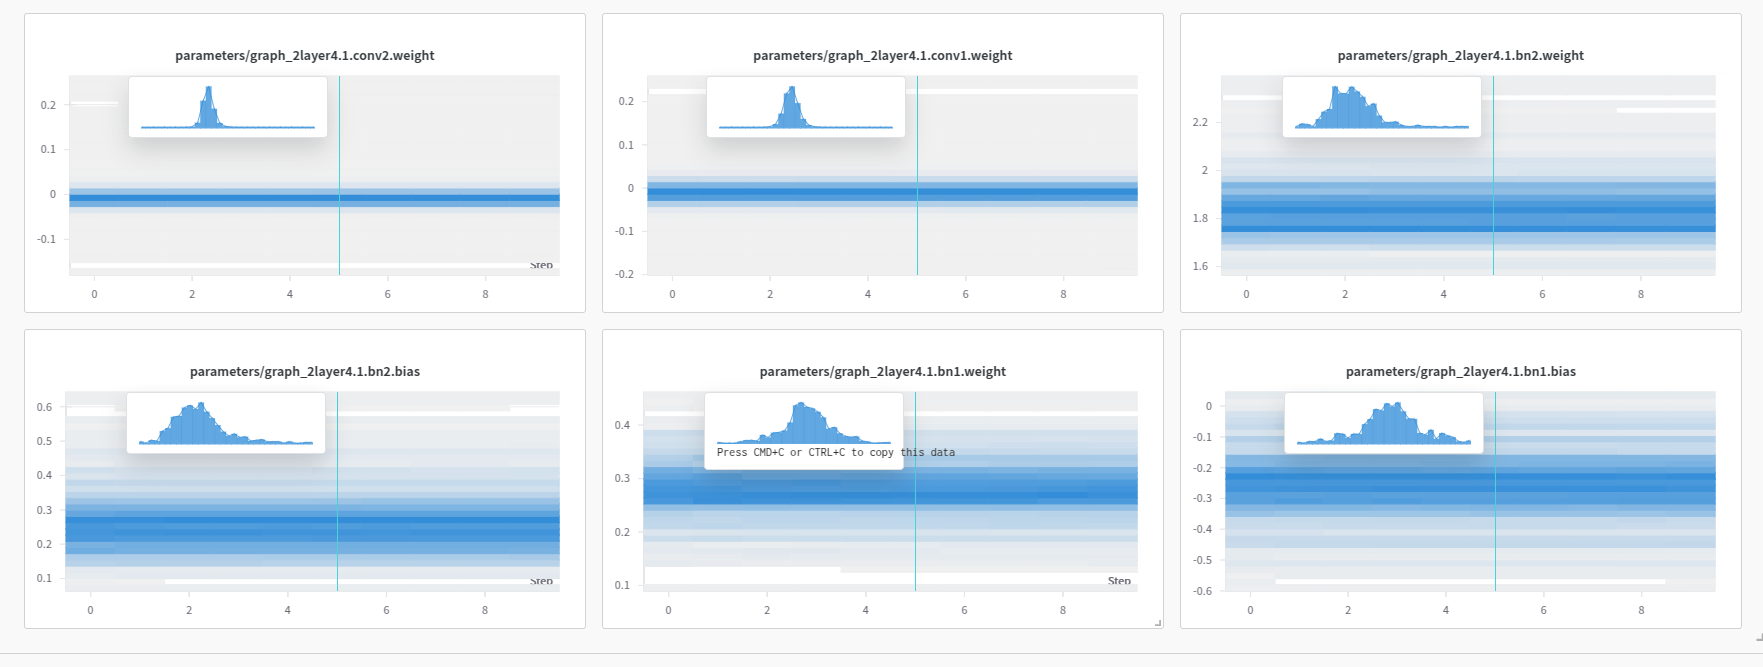 parameters/graph_2layer4.1.conv2.weight
0.2
0.1
0
-0.1
Step
0 2 4 6 8
parameters/graph_2layer4.1.conv1.weight
0.2
0.1
0
-0.1
-0.2
0 2 4 6 8
parameters/graph_2layer4.1.bn2.weight
2.2
2
1.8
1.6
0 2 4 6 8
parameters/graph_2layer4.1.bn2.bias
0.6
0.5
0.4
0.3
0.2
0.1
Step
0 2 4 6 8
parameters/graph_2layer4.1.bn1.weight
0.4
Press CMD+C or CTRL+C to copy this data
0.3
0.2
0.1
Step
0 2 4 6 8
parameters/graph_2layer4.1.bn1.bias
0
-0.1
-0.2
-0.3
-0.4
-0.5
-0.6
0 2 4 6 8